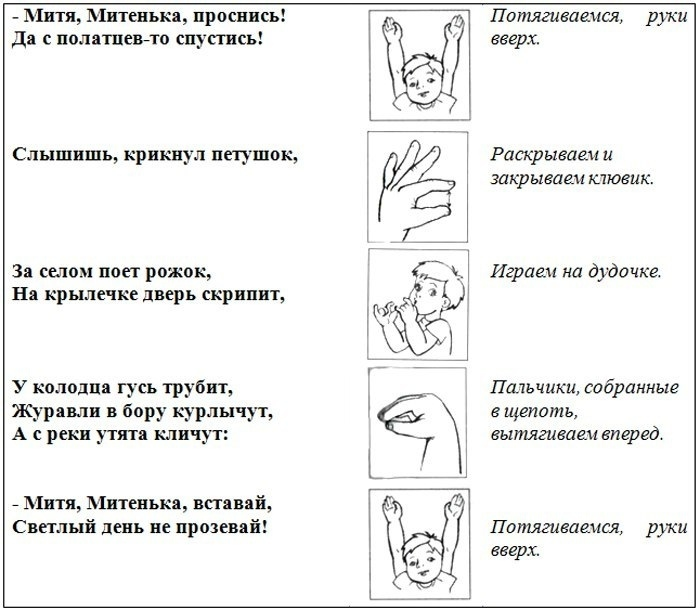 - Митя, Митенька, проснись!
Да с полатцев-то спустись!
Потягиваемся, руки
вверх.
Слышишь, крикнул петушок,
Раскрываем и
закрываем клювик.
За селом поет рожок,
На крылечке дверь скрипит,
Играем на дудочке.
У колодца гусь трубит,
Журавли в бору курлычут,
А с реки утята кличут:
Пальчики, собранные
в щепоть,
вытягиваем вперед.
- Митя, Митенька, вставай,
Светлый день не прозевай!
Потягиваемся, руки
вверх.